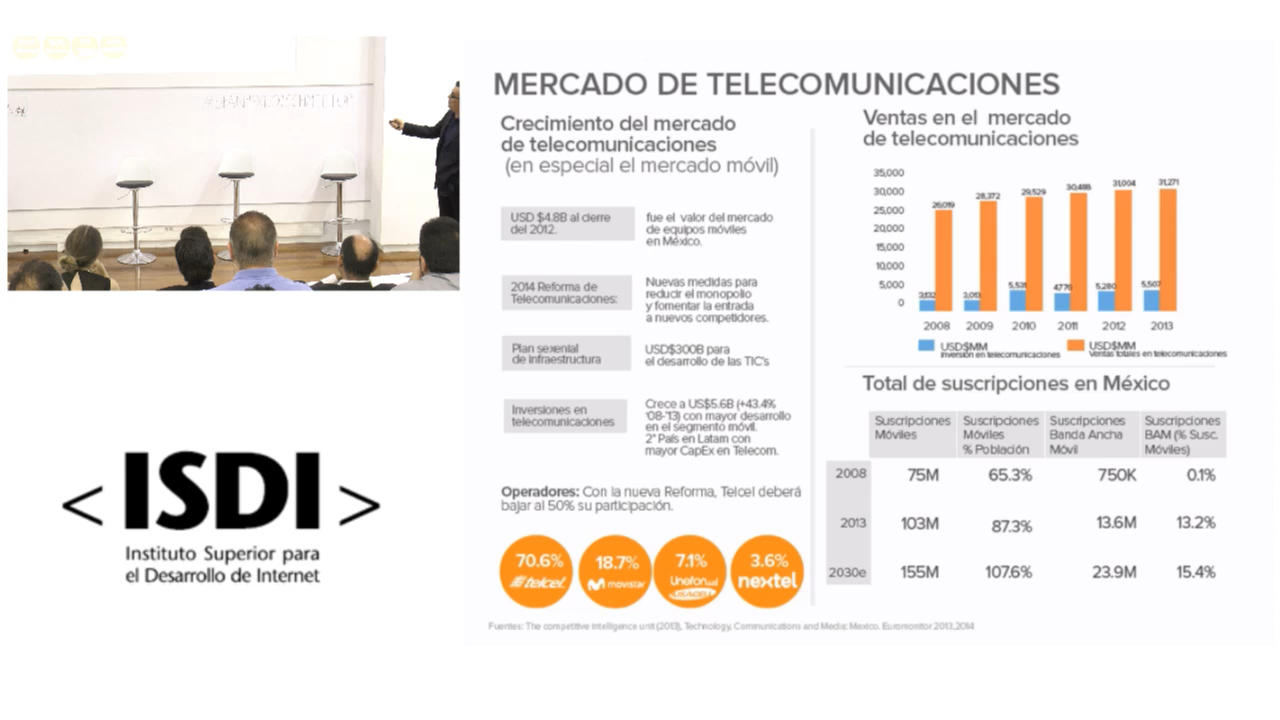 MERCADO DE TELECOMUNICACIONES
Crecimiento del mercado
de telecomunicaciones
(en especial el mercado móvil)
USD $4.8B al cierre
del 2012.
fue el valor del mercado
de equipos móviles
en México.
2014 Reforma de
Telecomunicaciones:
Nuevas medidas para
reducir el monopolio
y fomentar la entrada
a nuevos competidores.
Plan sexenial
de infraestructura
USD$300B para
el desarrollo de las TIC's
Inversiones en
telecomunicaciones
Crece a US$5.6B (+43.4%
'08-'13) con mayor desarrollo
en el segmento móvil.
2° País en Latam con
mayor CapEx en Telecom.
Operadores: Con la nueva Reforma, Telcel deberá
bajar al 50% su participación.
70.6%
telcel
18.7%
movistar
7.1%
Unefon
IUSACELL
3.6%
nextel
Ventas en el mercado
de telecomunicaciones
35,000
30,000
25,000
20,000
15,000
10,000
5,000
0
26,019
28,372
29,529
30,488
31,004
31,271
5,280
2008 2009 2010 2011 2012 2013
USD$MM
Inversión en telecomunicaciones
USD$MM
Ventas totales en telecomunicaciones
Total de suscripciones en México
Suscripciones
Móviles
Suscripciones
Móviles
% Población
Suscripciones
Banda Ancha
Móvil
Suscripciones
BAM (% Susc.
Móviles)
2008 75M 65.3% 750K 0.1%
2013 103M 87.3% 13.6M 13.2%
2030e 155M 107.6% 23.9M 15.4%
Fuentes: The competitive intelligence unit (2013), Technology, Communications and Media: Mexico. Euromonitor 2013,2014
< ISDI >
Instituto Superior para
el Desarrollo de Internet